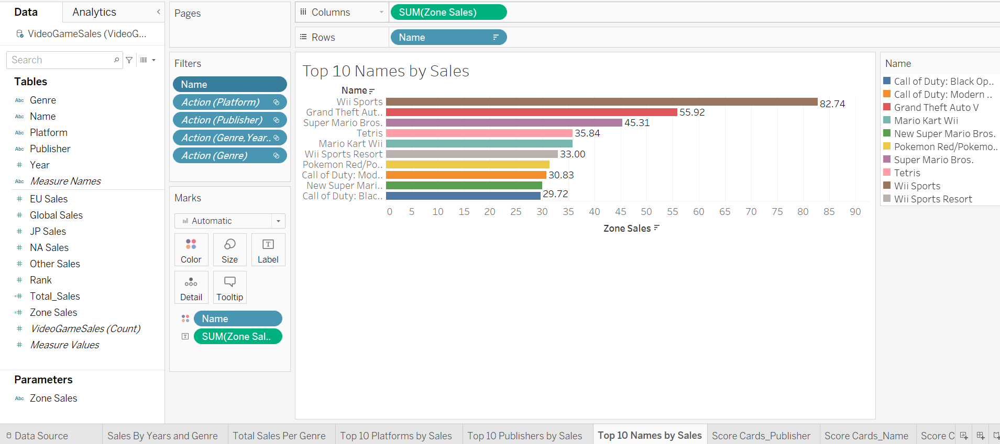 Data
Analytics
VideoGameSales (VideoG...
Search
Tables
Abc Genre
Abc Name
Abc Platform
Abc Publisher
# Year
Abc Measure Names
# EU Sales
# Global Sales
# JP Sales
# NA Sales
# Other Sales
# Rank
=# Total_Sales
=# Zone Sales
# VideoGameSales (Count)
# Measure Values
Parameters
Abc Zone Sales
Pages
Filters
Name
Action (Platform)
Action (Publisher)
Action (Genre,Year..
Action (Genre)
Marks
Automatic
Color Size Label
Detail Tooltip
Name
SUM(Zone Sal..
Columns SUM(Zone Sales)
Rows Name
Top 10 Names by Sales
Name
Wii Sports 82.74
Grand Theft Aut.. 55.92
Super Mario Bros. 45.31
Tetris 35.84
Mario Kart Wii
Wii Sports Resort 33.00
Pokemon Red/Po..
Call of Duty: Mod.. 30.83
New Super Mari..
Call of Duty: Blac.. 29.72
0 5 10 15 20 25 30 35 40 45 50 55 60 65 70 75 80 85 90
Zone Sales
Name
Call of Duty: Black Op..
Call of Duty: Modern ..
Grand Theft Auto V
Mario Kart Wii
New Super Mario Bros.
Pokemon Red/Pokemo..
Super Mario Bros.
Tetris
Wii Sports
Wii Sports Resort
Data Source
Sales By Years and Genre
Total Sales Per Genre
Top 10 Platforms by Sales
Top 10 Publishers by Sales
Top 10 Names by Sales
Score Cards_Publisher
Score Cards_Name
Score C